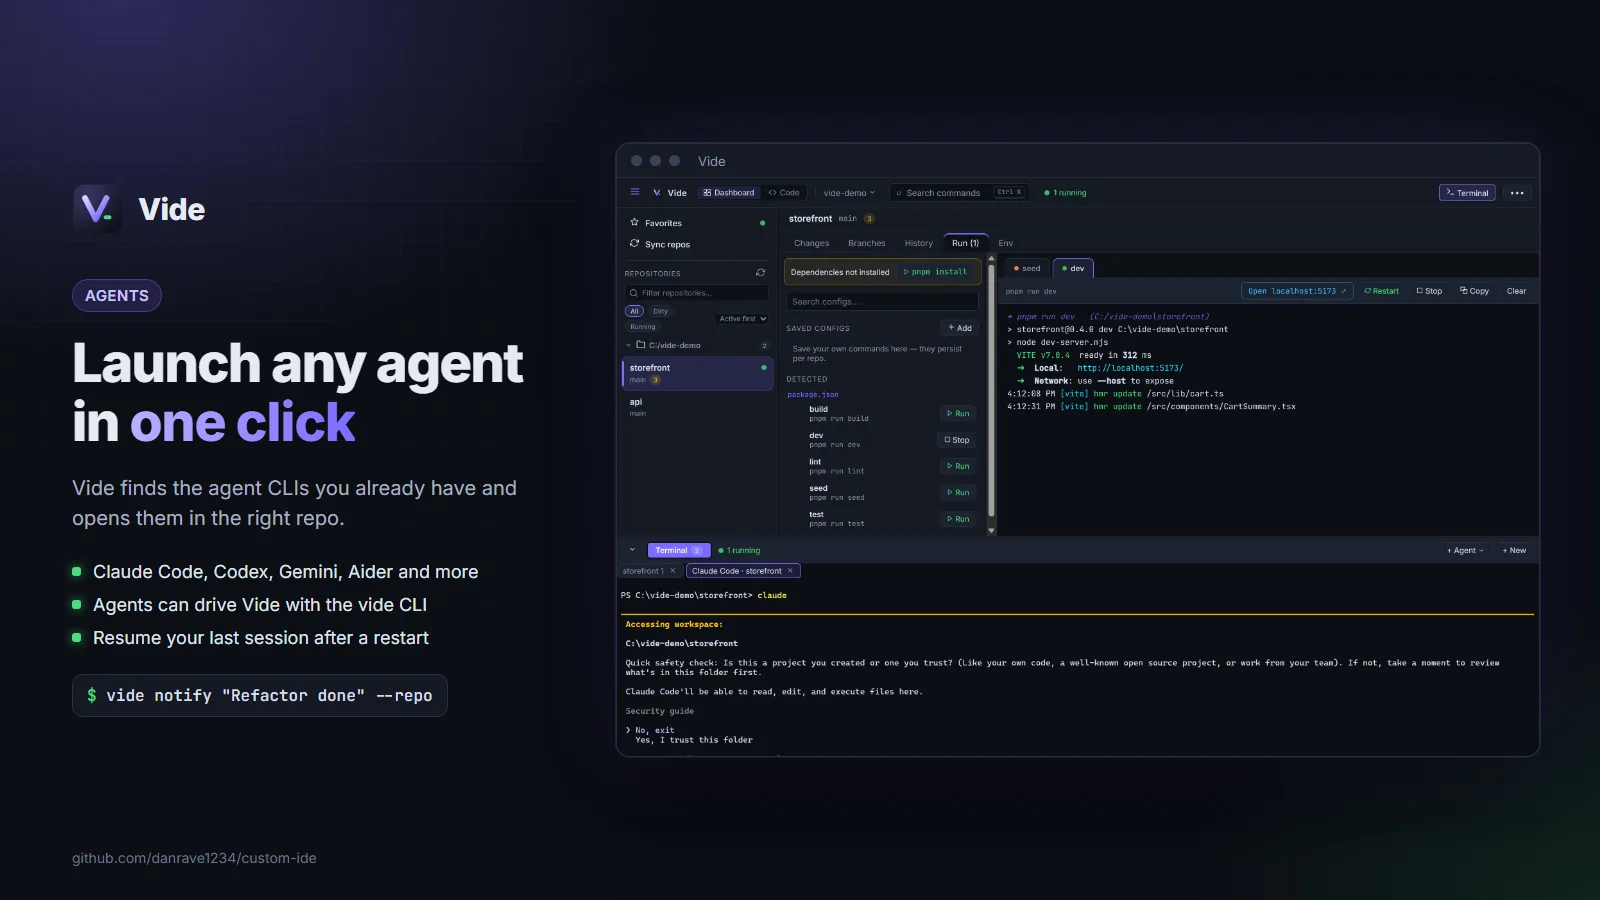 Vide
AGENTS
Launch any agent
in one click
Vide finds the agent CLIs you already have and
opens them in the right repo.
Claude Code, Codex, Gemini, Aider and more
Agents can drive Vide with the vide CLI
Resume your last session after a restart
$ vide notify "Refactor done" --repo
github.com/danrave1234/custom-ide
Vide
Vide Dashboard Code vide-demo Search commands Ctrl K 1 running Terminal
Favorites
Sync repos
REPOSITORIES
Filter repositories...
All Dirty
Running
Active first
C:/vide-demo 2
storefront
main 3
api
main
storefront main 3
Changes Branches History Run (1) Env
Dependencies not installed pnpm install
Search configs...
SAVED CONFIGS + Add
Save your own commands here — they persist
per repo.
DETECTED
package.json
build
pnpm run build
Run
dev
pnpm run dev
Stop
lint
pnpm run lint
Run
seed
pnpm run seed
Run
test
pnpm run test
Run
seed dev
pnpm run dev Open localhost:5173 ↗ Restart Stop Copy Clear
+ pnpm run dev (C:/vide-demo\storefront)
> storefront@0.4.0 dev C:\vide-demo\storefront
> node dev-server.mjs
VITE v7.0.4 ready in 312 ms
➜ Local: http://localhost:5173/
➜ Network: use --host to expose
4:12:08 PM [vite] hmr update /src/lib/cart.ts
4:12:31 PM [vite] hmr update /src/components/CartSummary.tsx
Terminal 2 1 running + Agent + New
storefront 1 × Claude Code · storefront ×
PS C:\vide-demo\storefront> claude
Accessing workspace:
C:\vide-demo\storefront
Quick safety check: Is this a project you created or one you trust? (Like your own code, a well-known open source project, or work from your team). If not, take a moment to review
what's in this folder first.
Claude Code'll be able to read, edit, and execute files here.
Security guide
❯ No, exit
Yes, I trust this folder